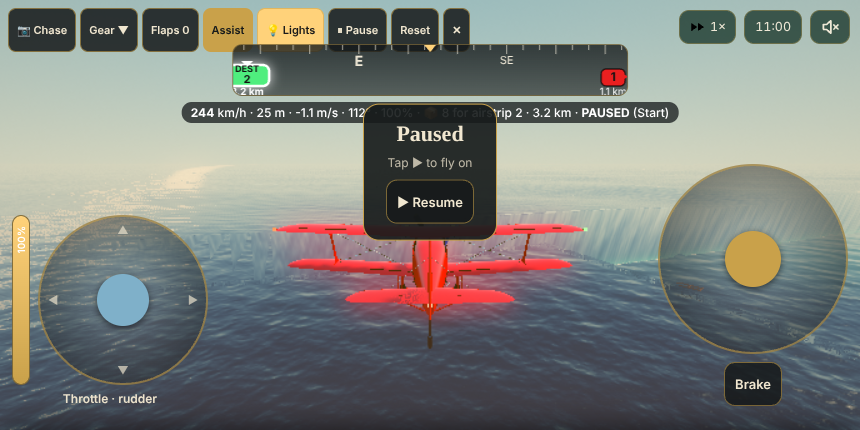 📷 Chase
Gear ▼
Flaps 0
Assist
💡 Lights
⏸ Pause
Reset
×
▶▶ 1×
11:00
DEST
2
E
SE
1
2 km
1.1 km
244 km/h · 25 m · -1.1 m/s · 112° · 100% · 8 for airstrip 2 · 3.2 km · PAUSED (Start)
Paused
Tap ▶ to fly on
▶ Resume
100%
Throttle · rudder
Brake